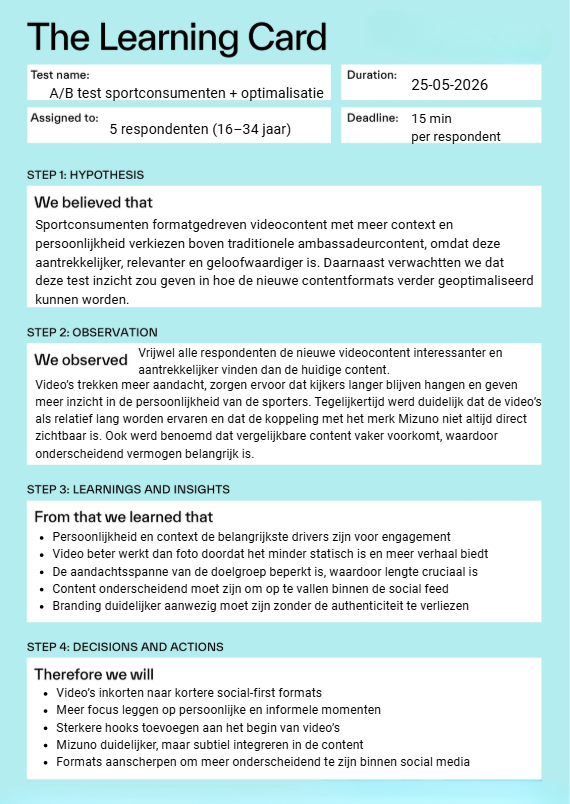 The Learning Card
Test name:
A/B test sportconsumenten + optimalisatie
Duration:
25-05-2026
Assigned to:
5 respondenten (16–34 jaar)
Deadline:
15 min
per respondent
STEP 1: HYPOTHESIS
We believed that
Sportconsumenten formatgedreven videocontent met meer context en
persoonlijkheid verkiezen boven traditionele ambassadeurcontent, omdat deze
aantrekkelijker, relevanter en geloofwaardiger is. Daarnaast verwachtten we dat
deze test inzicht zou geven in hoe de nieuwe contentformats verder geoptimaliseerd
kunnen worden.
STEP 2: OBSERVATION
We observed
Vrijwel alle respondenten de nieuwe videocontent interessanter en
aantrekkelijker vinden dan de huidige content.
Video's trekken meer aandacht, zorgen ervoor dat kijkers langer blijven hangen en geven
meer inzicht in de persoonlijkheid van de sporters. Tegelijkertijd werd duidelijk dat de video's
als relatief lang worden ervaren en dat de koppeling met het merk Mizuno niet altijd direct
zichtbaar is. Ook werd benoemd dat vergelijkbare content vaker voorkomt, waardoor
onderscheidend vermogen belangrijk is.
STEP 3: LEARNINGS AND INSIGHTS
From that we learned that
• Persoonlijkheid en context de belangrijkste drivers zijn voor engagement
• Video beter werkt dan foto doordat het minder statisch is en meer verhaal biedt
• De aandachtsspanne van de doelgroep beperkt is, waardoor lengte cruciaal is
• Content onderscheidend moet zijn om op te vallen binnen de social feed
• Branding duidelijker aanwezig moet zijn zonder de authenticiteit te verliezen
STEP 4: DECISIONS AND ACTIONS
Therefore we will
• Video's inkorten naar kortere social-first formats
• Meer focus leggen op persoonlijke en informele momenten
• Sterkere hooks toevoegen aan het begin van video's
• Mizuno duidelijker, maar subtiel integreren in de content
• Formats aanscherpen om meer onderscheidend te zijn binnen social media